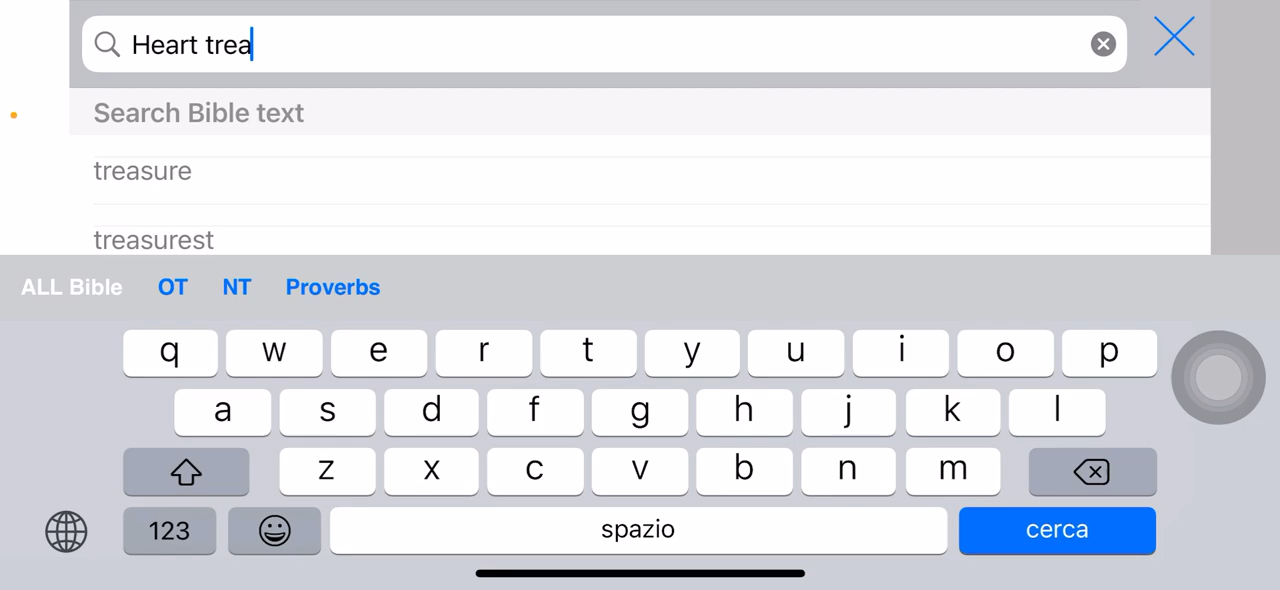 Heart trea
Search Bible text
treasure
treasurest
ALL Bible OT NT Proverbs
q w e r t y u i o p
a s d f g h j k l
z x c v b n m
123 spazio cerca